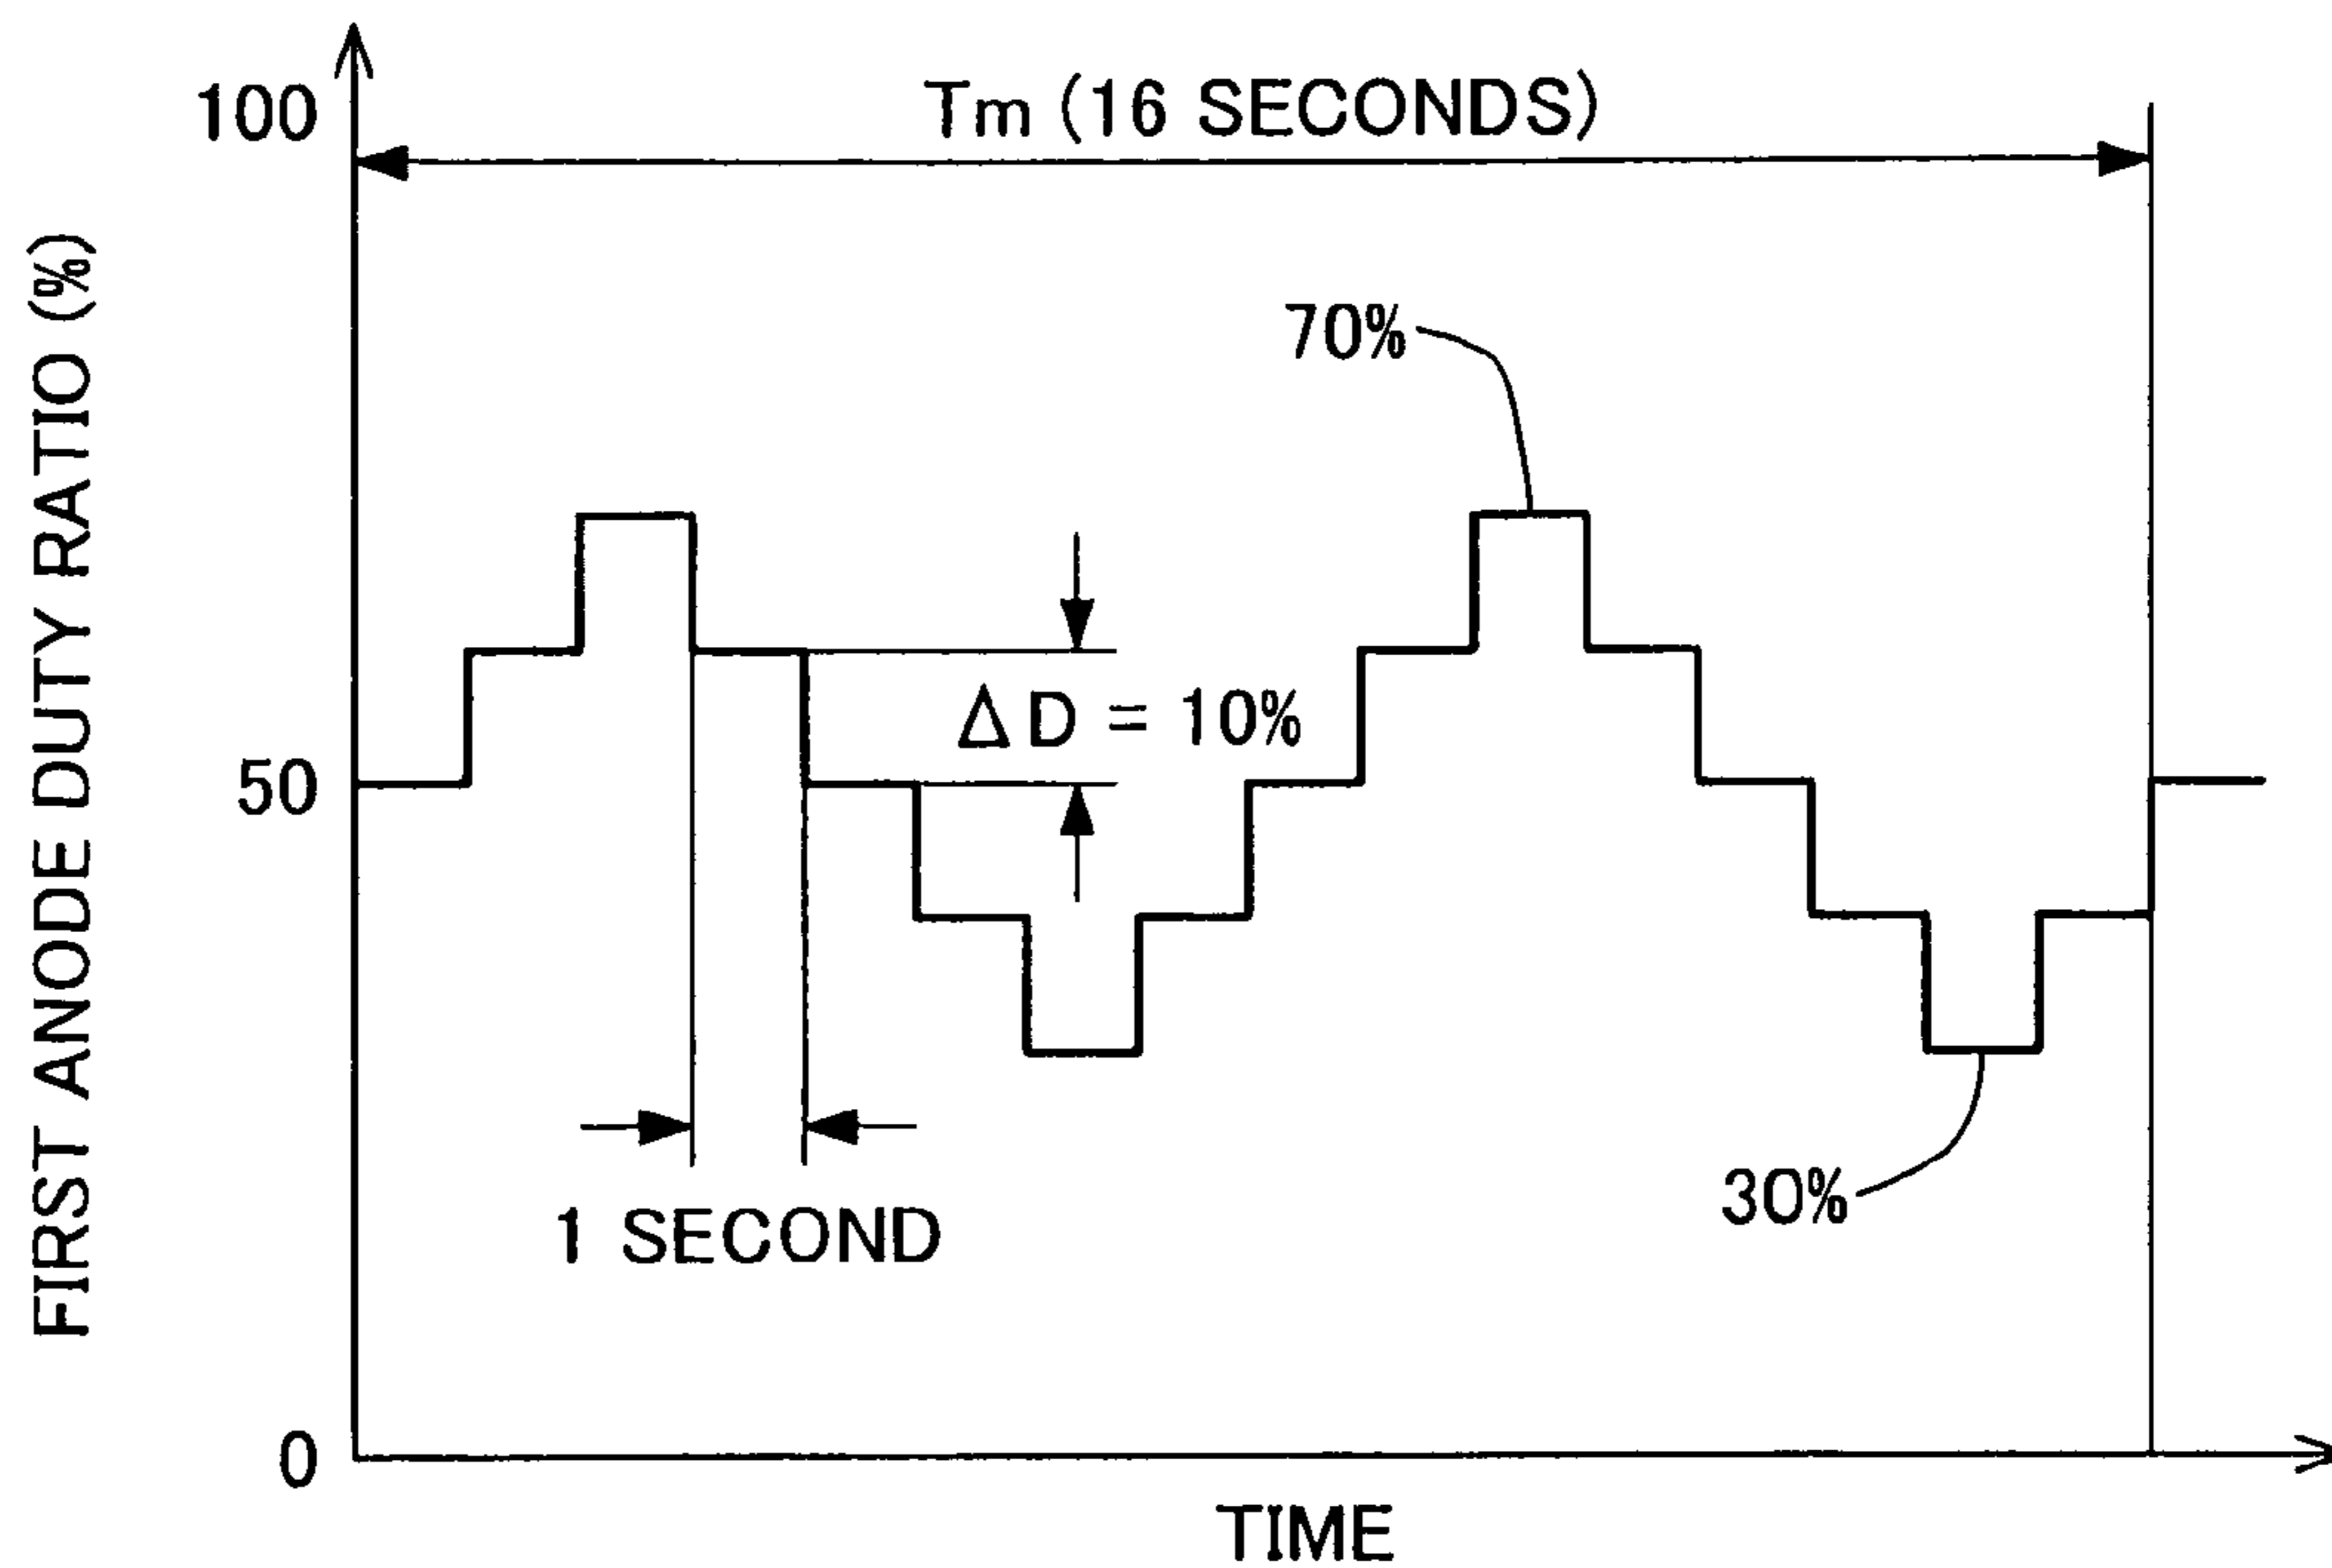 100
Tm (16 SECONDS)
FIRST ANODE DUTY RATIO (%)
70%
ΔD = 10%
50
1 SECOND
30%
0
TIME